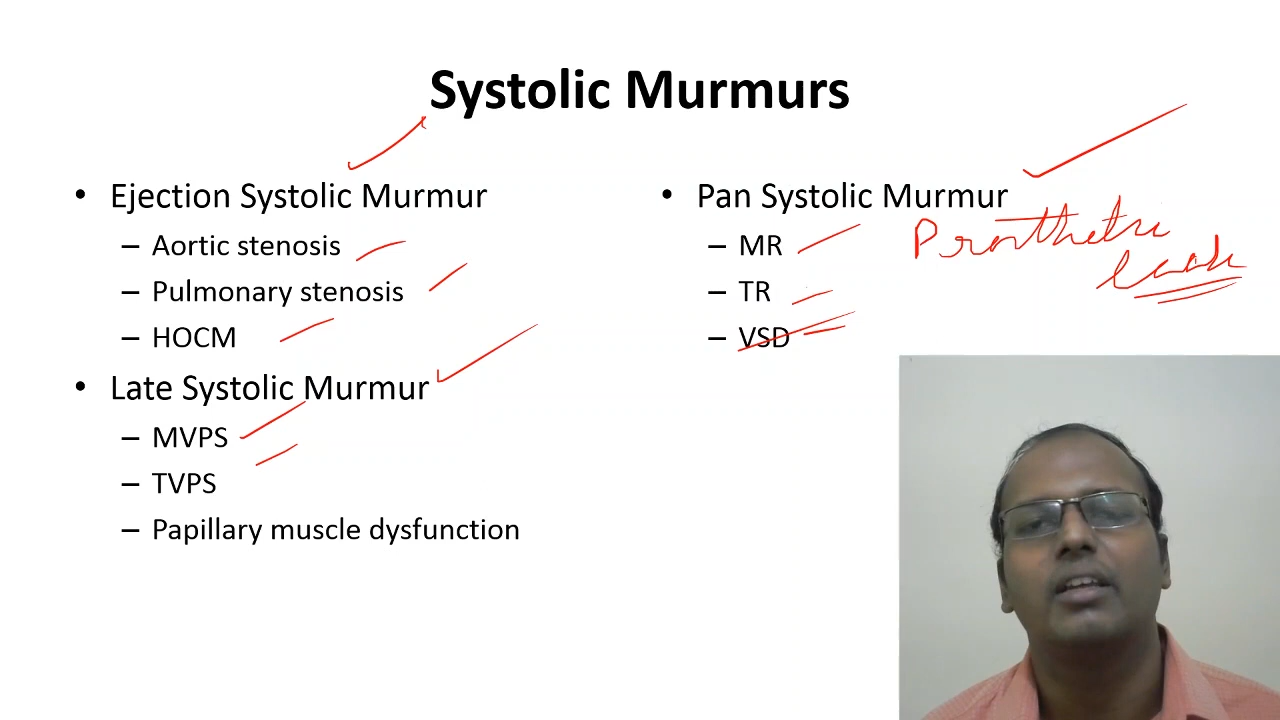 Systolic Murmurs
• Ejection Systolic Murmur
– Aortic stenosis
– Pulmonary stenosis
– HOCM
• Late Systolic Murmur
– MVPS
– TVPS
– Papillary muscle dysfunction
• Pan Systolic Murmur
– MR
– TR
– VSD